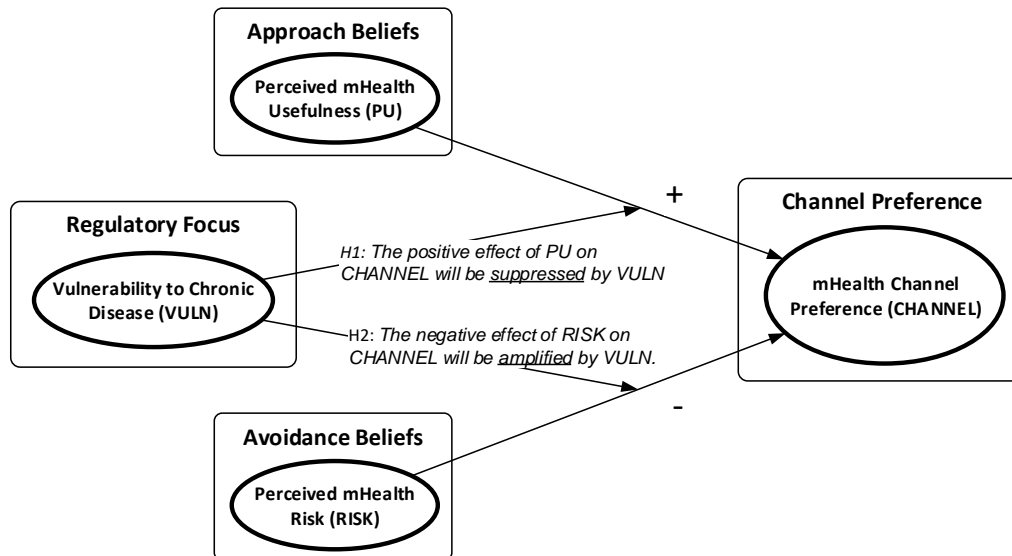 Approach Beliefs
Perceived mHealth
Usefulness (PU)
+
Regulatory Focus
Vulnerability to Chronic
Disease (VULN)
H1: The positive effect of PU on
CHANNEL will be suppressed by VULN
H2: The negative effect of RISK on
CHANNEL will be amplified by VULN.
Channel Preference
mHealth Channel
Preference (CHANNEL)
-
Avoidance Beliefs
Perceived mHealth
Risk (RISK)